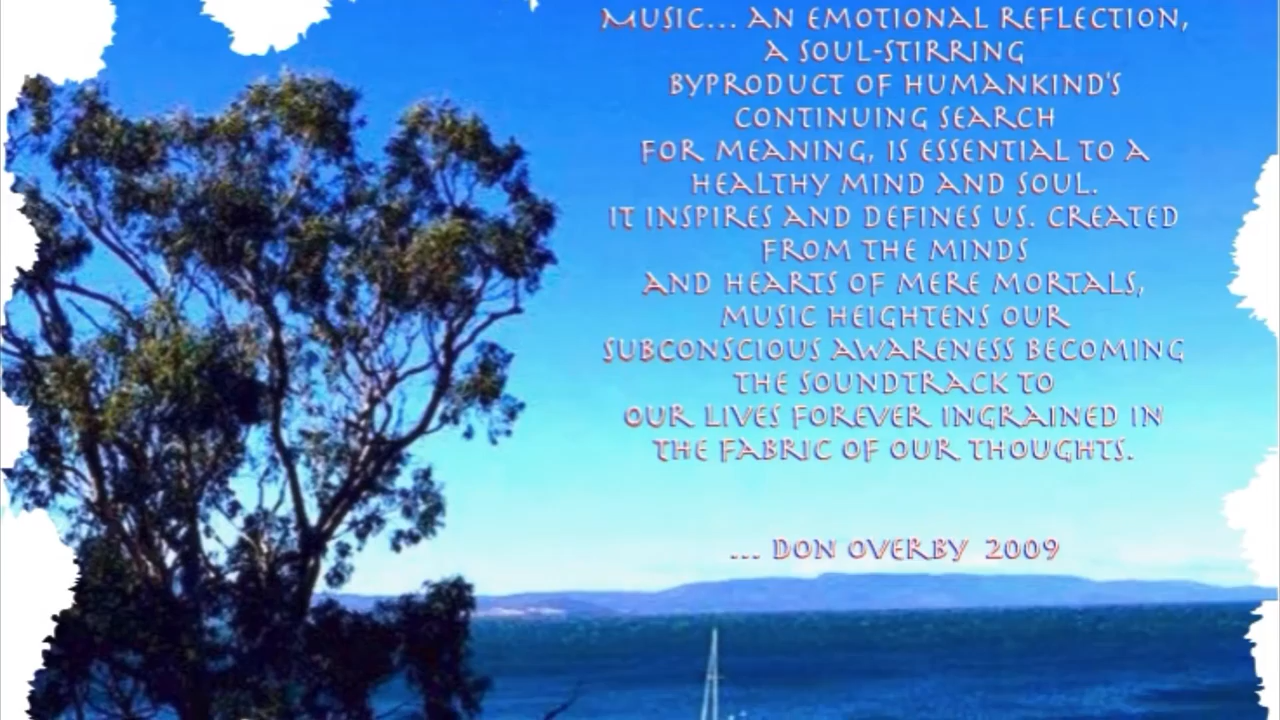 MUSIC... AN EMOTIONAL REFLECTION,
A SOUL-STIRRING
BYPRODUCT OF HUMANKIND'S
CONTINUING SEARCH
FOR MEANING, IS ESSENTIAL TO A
HEALTHY MIND AND SOUL.
IT INSPIRES AND DEFINES US. CREATED
FROM THE MINDS
AND HEARTS OF MERE MORTALS,
MUSIC HEIGHTENS OUR
SUBCONSCIOUS AWARENESS BECOMING
THE SOUNDTRACK TO
OUR LIVES FOREVER INGRAINED IN
THE FABRIC OF OUR THOUGHTS.
... DON OVERBY 2009